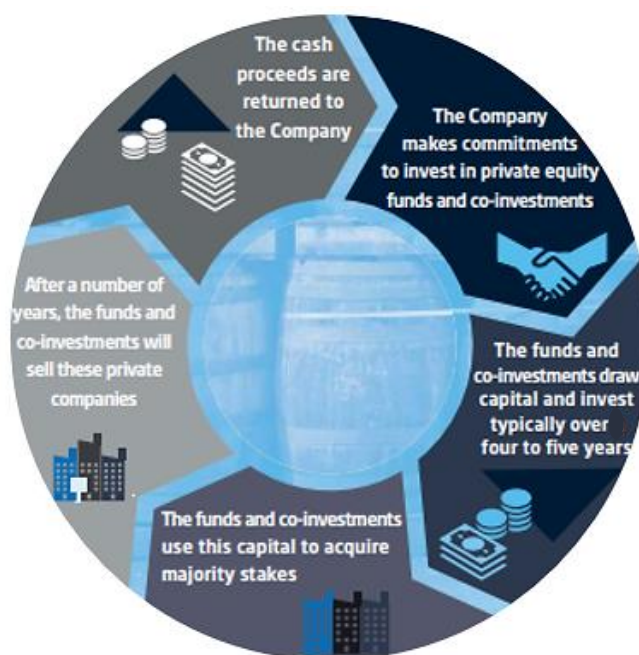 The cash
proceeds are
returned to
the Company
The Company
makes commitments
to invest in private equity
funds and co-investments
The funds and
co-investments draw
capital and invest
typically over
four to five years
The funds and co-investments
use this capital to acquire
majority stakes
After a number of
years, the funds and
co-investments will
sell these private
companies